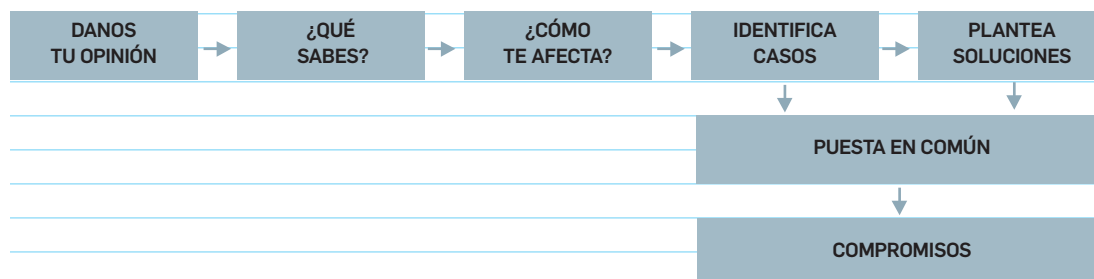 DANOS
TU OPINIÓN
¿QUÉ
SABES?
¿CÓMO
TE AFECTA?
IDENTIFICA
CASOS
PLANTEA
SOLUCIONES
PUESTA EN COMÚN
COMPROMISOS